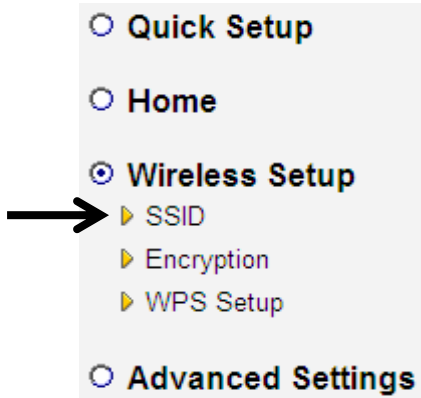 Quick Setup
Home
Wireless Setup
SSID
Encryption
WPS Setup
Advanced Settings